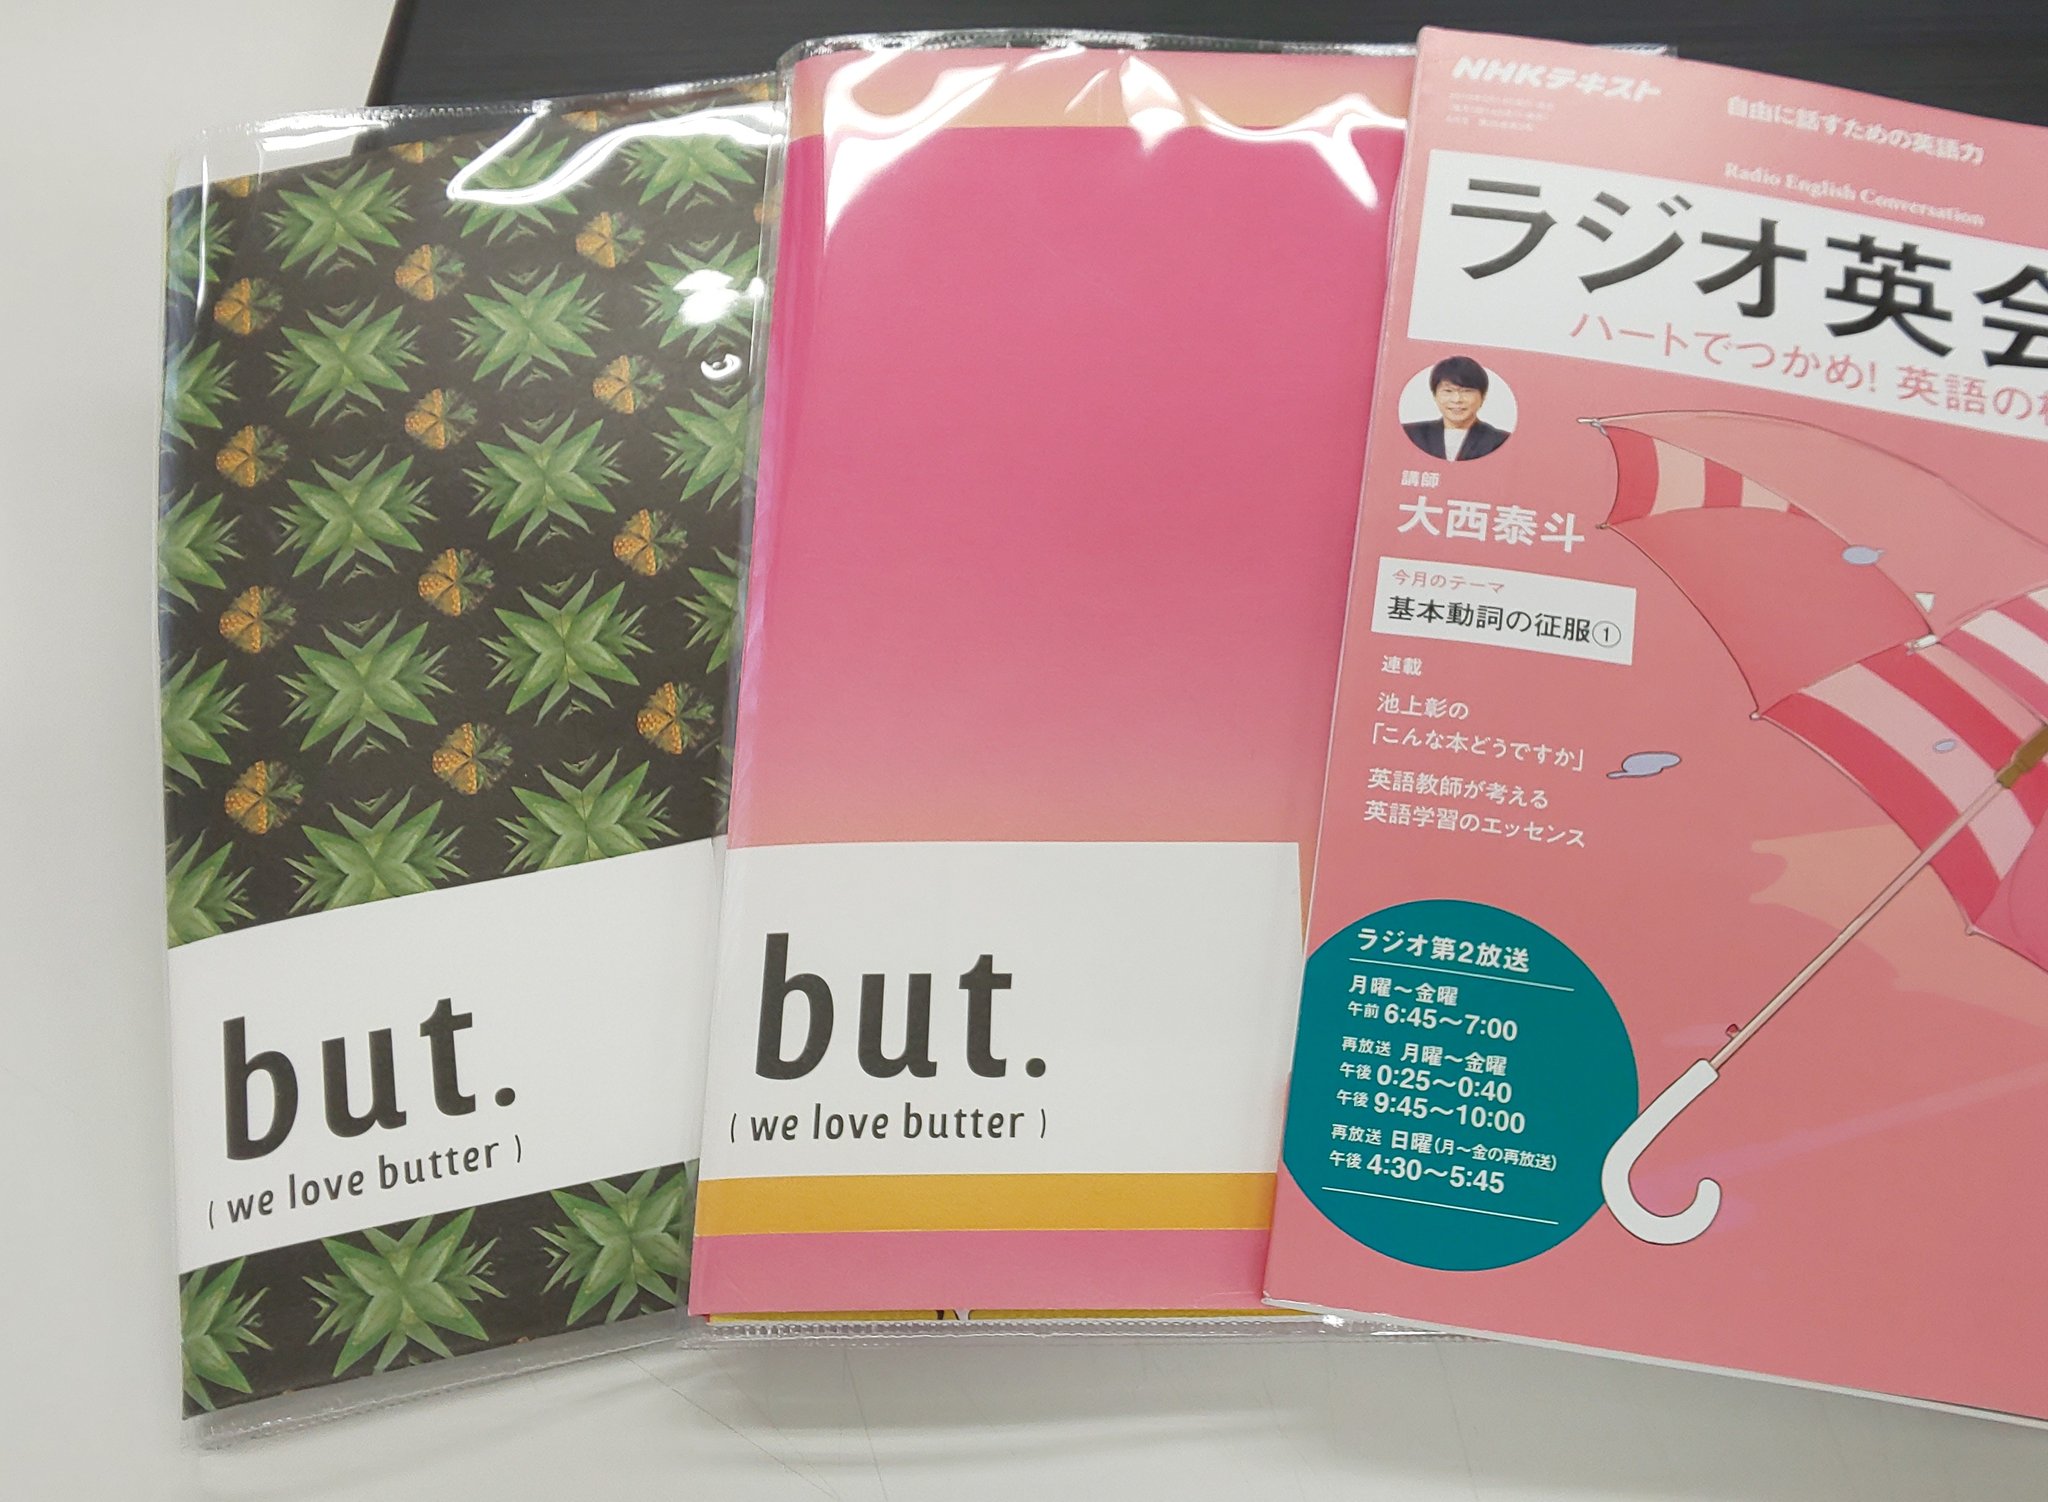 but.
( we love butter )
but.
( we love butter )
NHKテキスト
自由に話すための英語力
Radio English Conversation
ラジオ英会
ハートでつかめ! 英語の
講師
大西泰斗
今月のテーマ
基本動詞の征服①
連載
池上彰の
「こんな本どうですか」
英語教師が考える
英語学習のエッセンス
ラジオ第2放送
月曜～金曜
午前 6:45～7:00
再放送 月曜～金曜
午後 0:25～0:40
午後 9:45～10:00
再放送 日曜(月～金の再放送)
午後 4:30～5:45